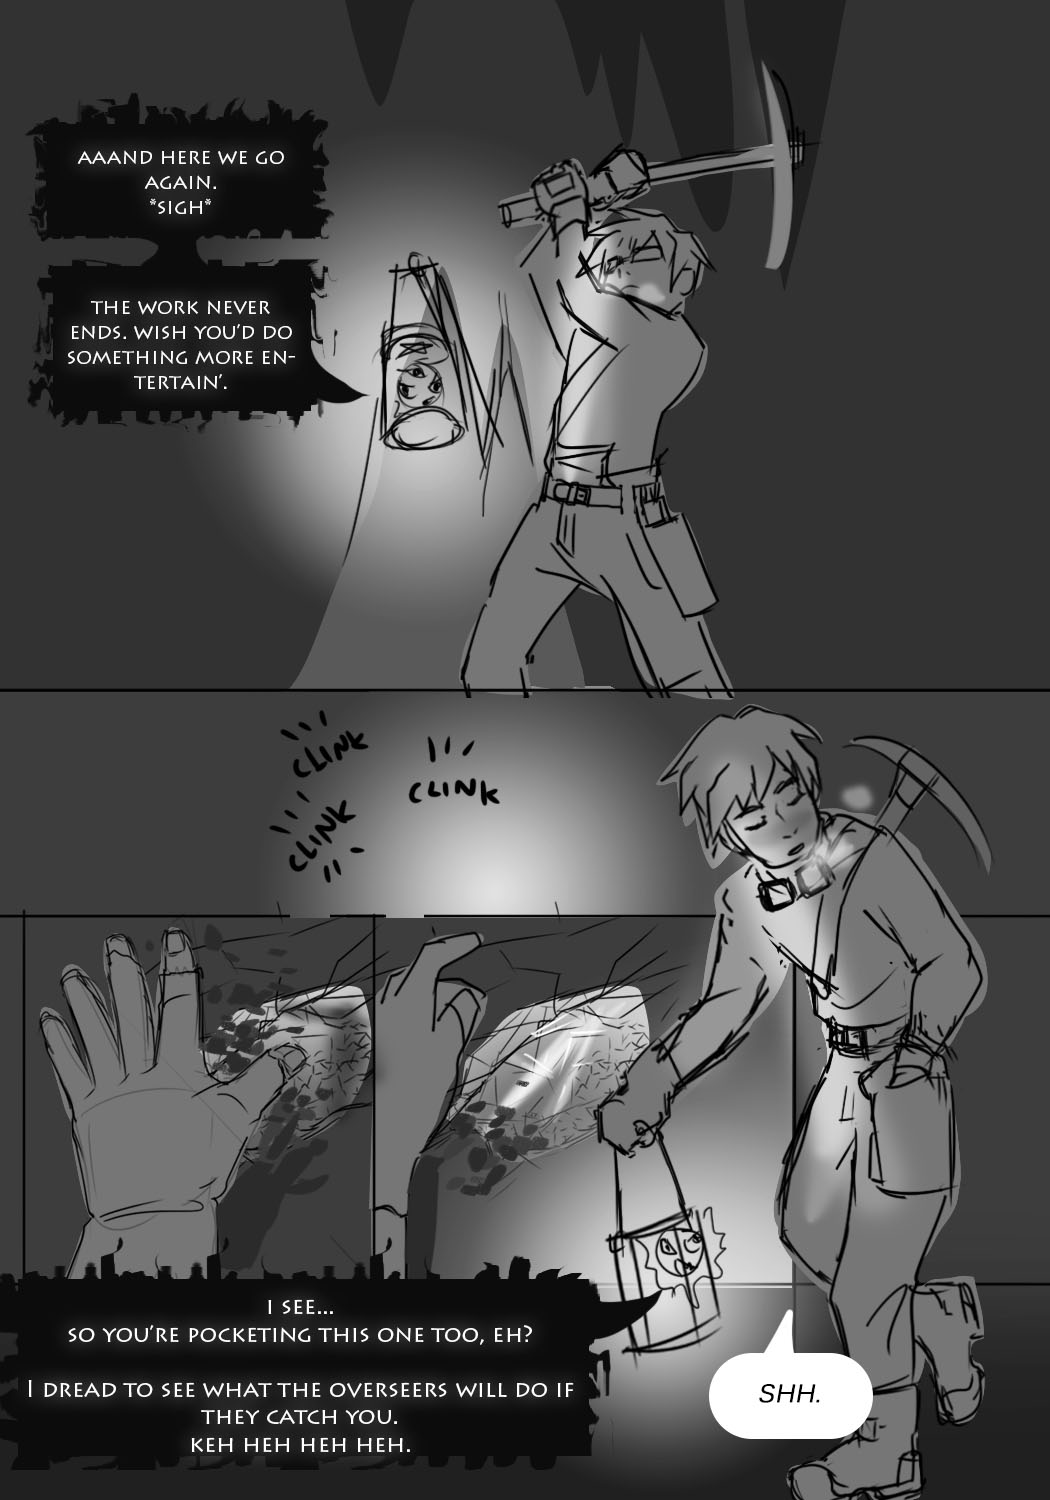 AAAND HERE WE GO
AGAIN.
*SIGH*
THE WORK NEVER
ENDS. WISH YOU'D DO
SOMETHING MORE EN-
TERTAIN'.
CLINK
CLINK
CLINK
I SEE...
SO YOU'RE POCKETING THIS ONE TOO, EH?
I DREAD TO SEE WHAT THE OVERSEERS WILL DO IF
THEY CATCH YOU.
KEH HEH HEH HEH.
SHH.